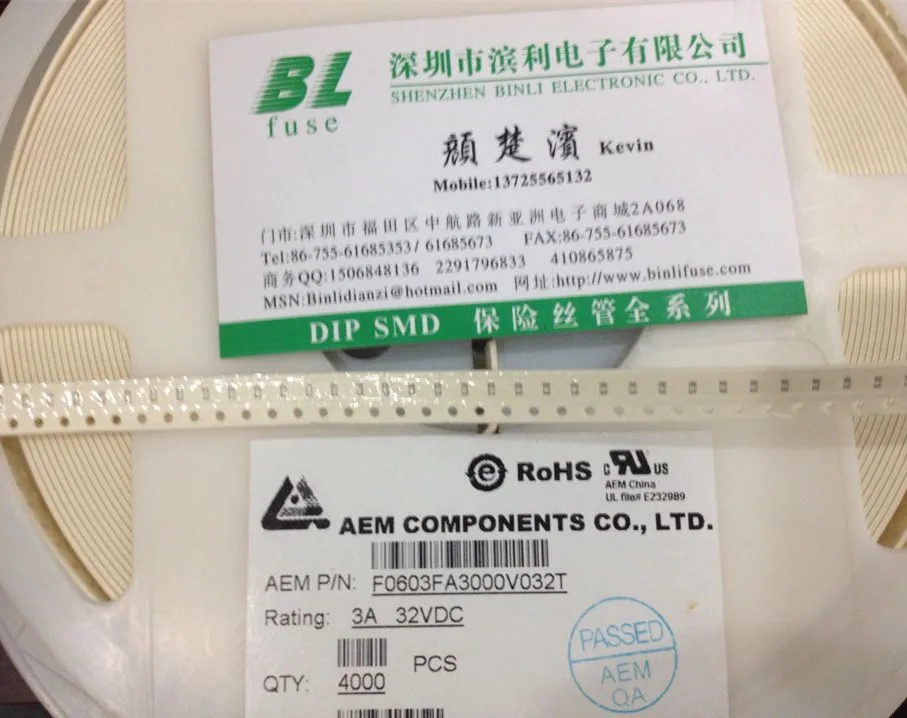 BL
fuse
深圳市滨利电子有限公司
SHENZHEN BINLI ELECTRONIC CO., LTD.
顔楚濱 Kevin
Mobile:13725565132
门市:深圳市福田区中航路新亚洲电子商城2A068
Tel:86-755-61685353/ 61685673 FAX:86-755-61685673
商务QQ:1506848136 2291796833 410865875
MSN:Binlidianzi@hotmail.com 网址:http://www.binlifuse.com
DIP SMD 保险丝管全系列
e RoHS c RU US
AEM China
UL file# E232989
AEM COMPONENTS CO., LTD.
AEM P/N: F0603FA3000V032T
Rating: 3A 32VDC
QTY: 4000 PCS
PASSED
AEM
QA